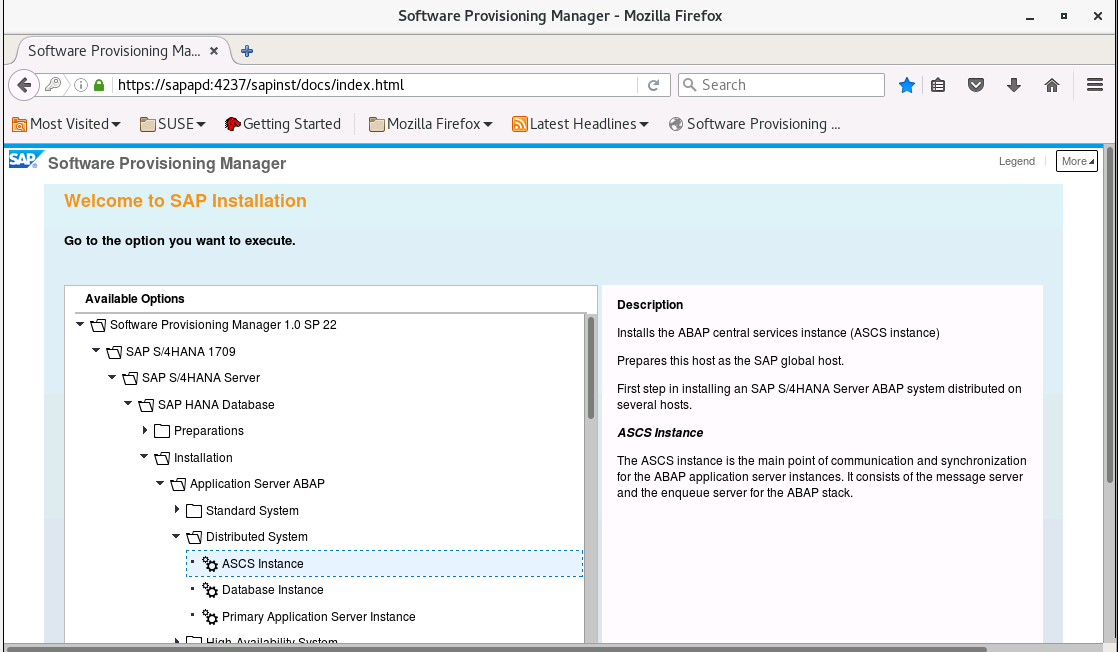 Software Provisioning Manager - Mozilla Firefox
Software Provisioning Ma...
https://sapapd:4237/sapinst/docs/index.html
Search
Most Visited
SUSE
Getting Started
Mozilla Firefox
Latest Headlines
Software Provisioning ...
SAP
Software Provisioning Manager
Legend
More
Welcome to SAP Installation
Go to the option you want to execute.
Available Options
Software Provisioning Manager 1.0 SP 22
SAP S/4HANA 1709
SAP S/4HANA Server
SAP HANA Database
Preparations
Installation
Application Server ABAP
Standard System
Distributed System
ASCS Instance
Database Instance
Primary Application Server Instance
High-Availability System
Description
Installs the ABAP central services instance (ASCS instance)
Prepares this host as the SAP global host.
First step in installing an SAP S/4HANA Server ABAP system distributed on
several hosts.
ASCS Instance
The ASCS instance is the main point of communication and synchronization
for the ABAP application server instances. It consists of the message server
and the enqueue server for the ABAP stack.